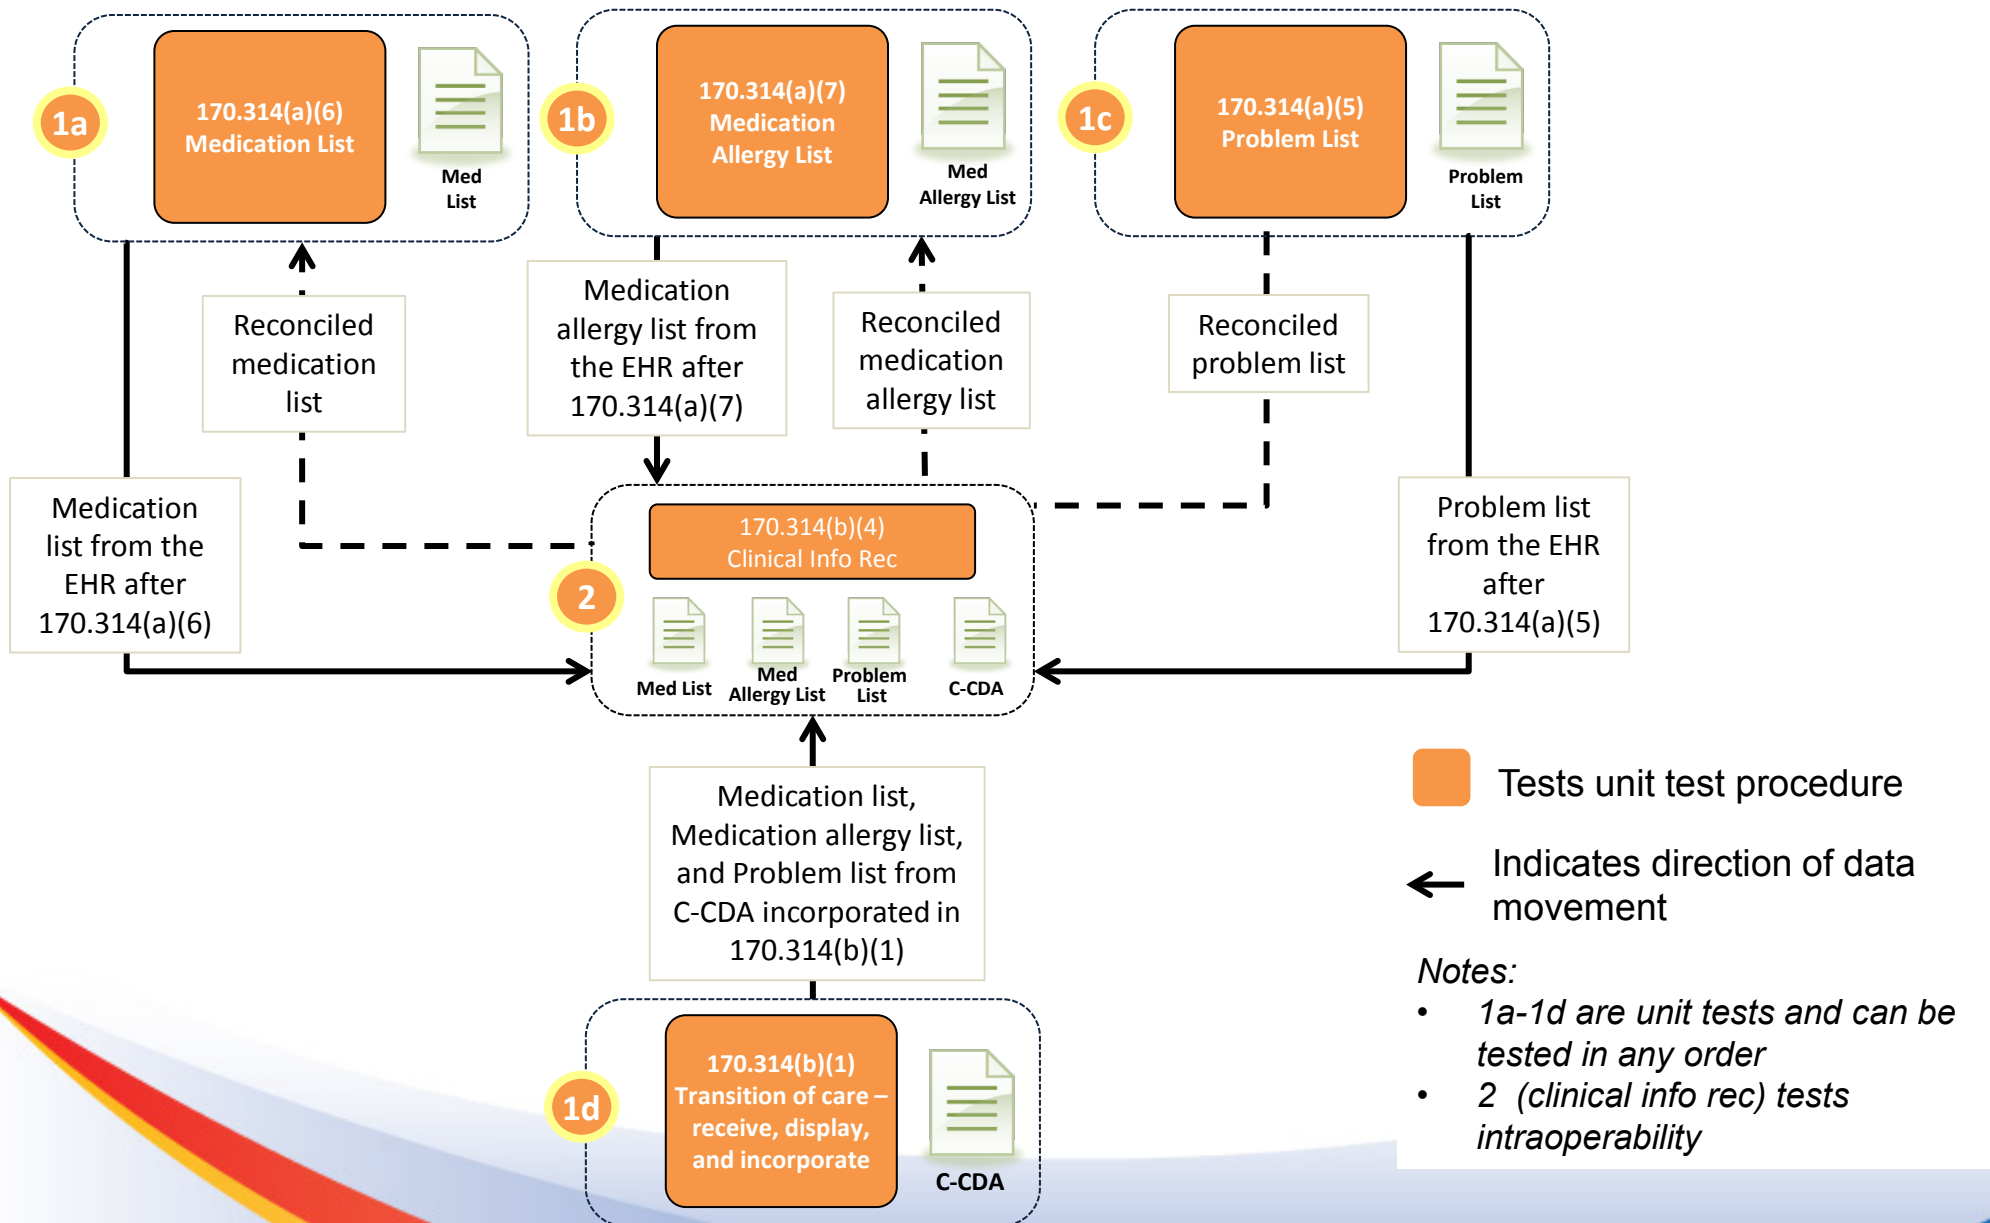 1a
170.314(a)(6)
Medication List
Med
List
1b
170.314(a)(7)
Medication
Allergy List
Med
Allergy List
1c
170.314(a)(5)
Problem List
Problem
List
Reconciled
medication
list
Medication
allergy list from
the EHR after
170.314(a)(7)
Reconciled
medication
allergy list
Reconciled
problem list
Medication
list from the
EHR after
170.314(a)(6)
Problem list
from the EHR
after
170.314(a)(5)
2
170.314(b)(4)
Clinical Info Rec
Med List
Med
Allergy List
Problem
List
C-CDA
Medication list,
Medication allergy list,
and Problem list from
C-CDA incorporated in
170.314(b)(1)
1d
170.314(b)(1)
Transition of care –
receive, display,
and incorporate
C-CDA
Tests unit test procedure
Indicates direction of data
movement
Notes:
• 1a-1d are unit tests and can be
tested in any order
• 2 (clinical info rec) tests
intraoperability